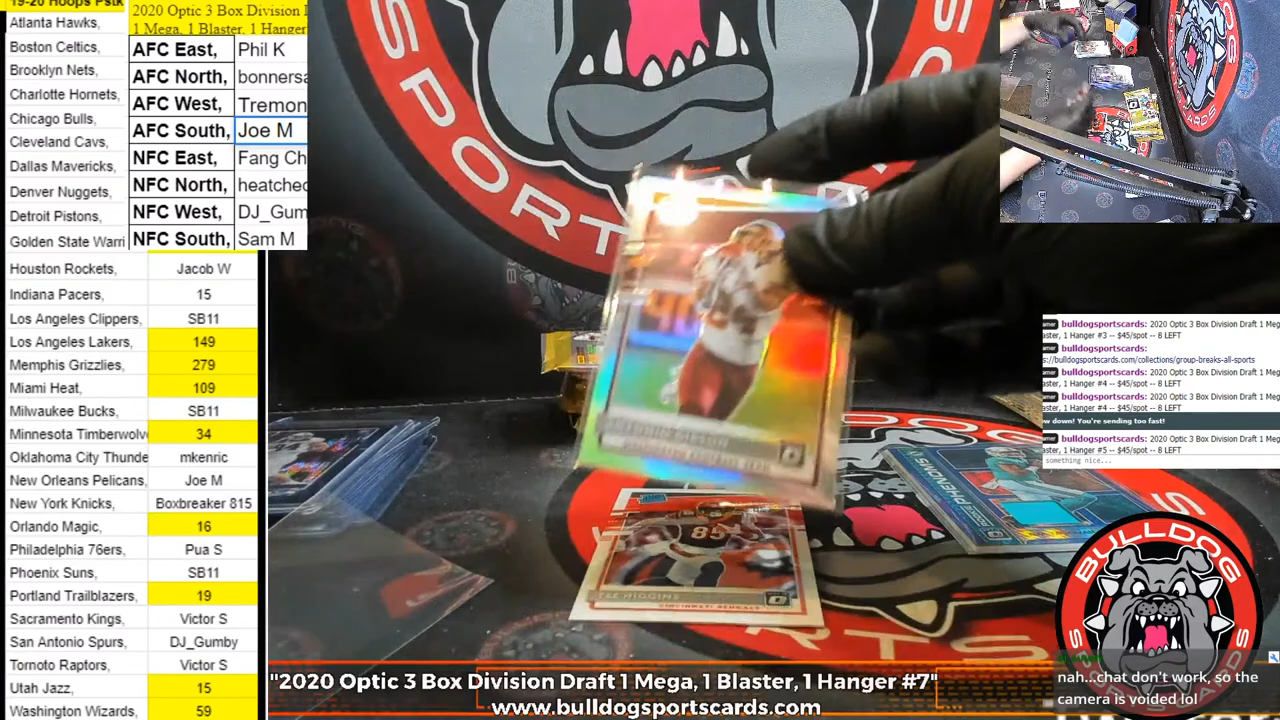 19-20 Hoops Pstk
Atlanta Hawks,
Boston Celtics,
Brooklyn Nets,
Charlotte Hornets,
Chicago Bulls,
Cleveland Cavs,
Dallas Mavericks,
Denver Nuggets,
Detroit Pistons,
Golden State Warri
Houston Rockets, Jacob W
Indiana Pacers, 15
Los Angeles Clippers, SB11
Los Angeles Lakers, 149
Memphis Grizzlies, 279
Miami Heat, 109
Milwaukee Bucks, SB11
Minnesota Timberwolv 34
Oklahoma City Thunde mkenric
New Orleans Pelicans, Joe M
New York Knicks, Boxbreaker 815
Orlando Magic, 16
Philadelphia 76ers, Pua S
Phoenix Suns, SB11
Portland Trailblazers, 19
Sacramento Kings, Victor S
San Antonio Spurs, DJ_Gumby
Tornoto Raptors, Victor S
Utah Jazz, 15
Washington Wizards, 59
2020 Optic 3 Box Division
1 Mega, 1 Blaster, 1 Hanger
AFC East, Phil K
AFC North, bonnersa
AFC West, Tremon
AFC South, Joe M
NFC East, Fang Ch
NFC North, heatched
NFC West, DJ_Gum
NFC South, Sam M
SPORTS
85
TEE HIGGINS
CINCINNATI BENGALS
ROOKIE PHENOMS
bulldogsportscards: 2020 Optic 3 Box Division Draft 1 Meg
aster, 1 Hanger #3 -- $45/spot -- 8 LEFT
bulldogsportscards:
s://bulldogsportscards.com/collections/group-breaks-all-sports
bulldogsportscards: 2020 Optic 3 Box Division Draft 1 Meg
aster, 1 Hanger #4 -- $45/spot -- 8 LEFT
bulldogsportscards: 2020 Optic 3 Box Division Draft 1 Meg
aster, 1 Hanger #4 -- $45/spot -- 8 LEFT
w down! You're sending too fast!
bulldogsportscards: 2020 Optic 3 Box Division Draft 1 Meg
aster, 1 Hanger #5 -- $45/spot -- 8 LEFT
something nice...
BULLDOG
nah...chat don't work, so the
camera is voided lol
"2020 Optic 3 Box Division Draft 1 Mega, 1 Blaster, 1 Hanger #7"
www.bulldogsportscards.com